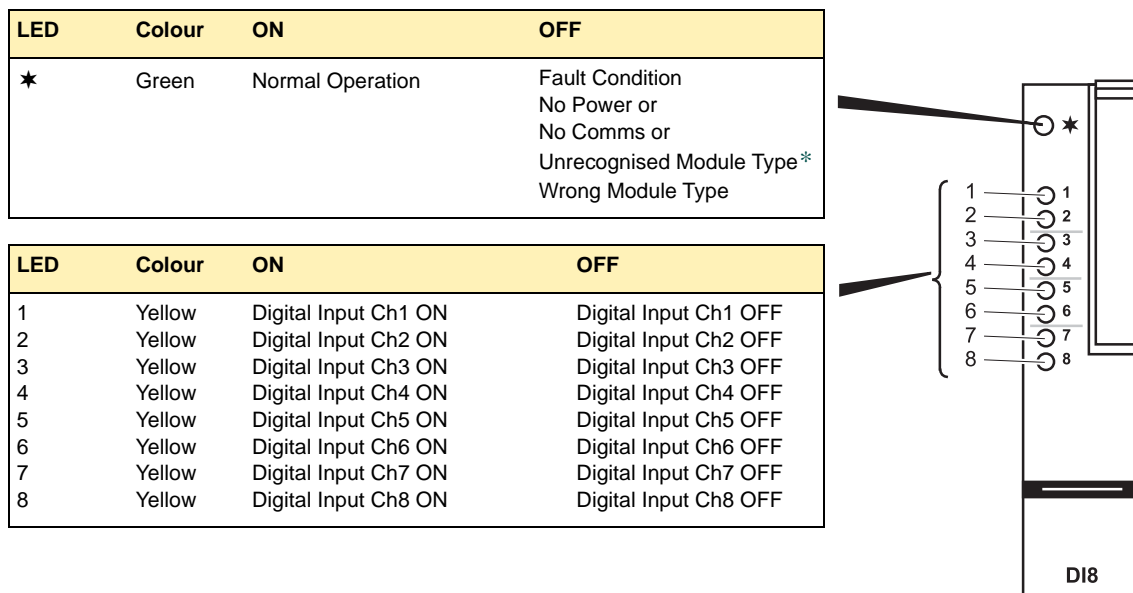 LED Colour ON OFF
✶ Green Normal Operation Fault Condition
No Power or
No Comms or
Unrecognised Module Type*
Wrong Module Type
LED Colour ON OFF
1 Yellow Digital Input Ch1 ON Digital Input Ch1 OFF
2 Yellow Digital Input Ch2 ON Digital Input Ch2 OFF
3 Yellow Digital Input Ch3 ON Digital Input Ch3 OFF
4 Yellow Digital Input Ch4 ON Digital Input Ch4 OFF
5 Yellow Digital Input Ch5 ON Digital Input Ch5 OFF
6 Yellow Digital Input Ch6 ON Digital Input Ch6 OFF
7 Yellow Digital Input Ch7 ON Digital Input Ch7 OFF
8 Yellow Digital Input Ch8 ON Digital Input Ch8 OFF
✶
1 1
2 2
3 3
4 4
5 5
6 6
7 7
8 8
DI8